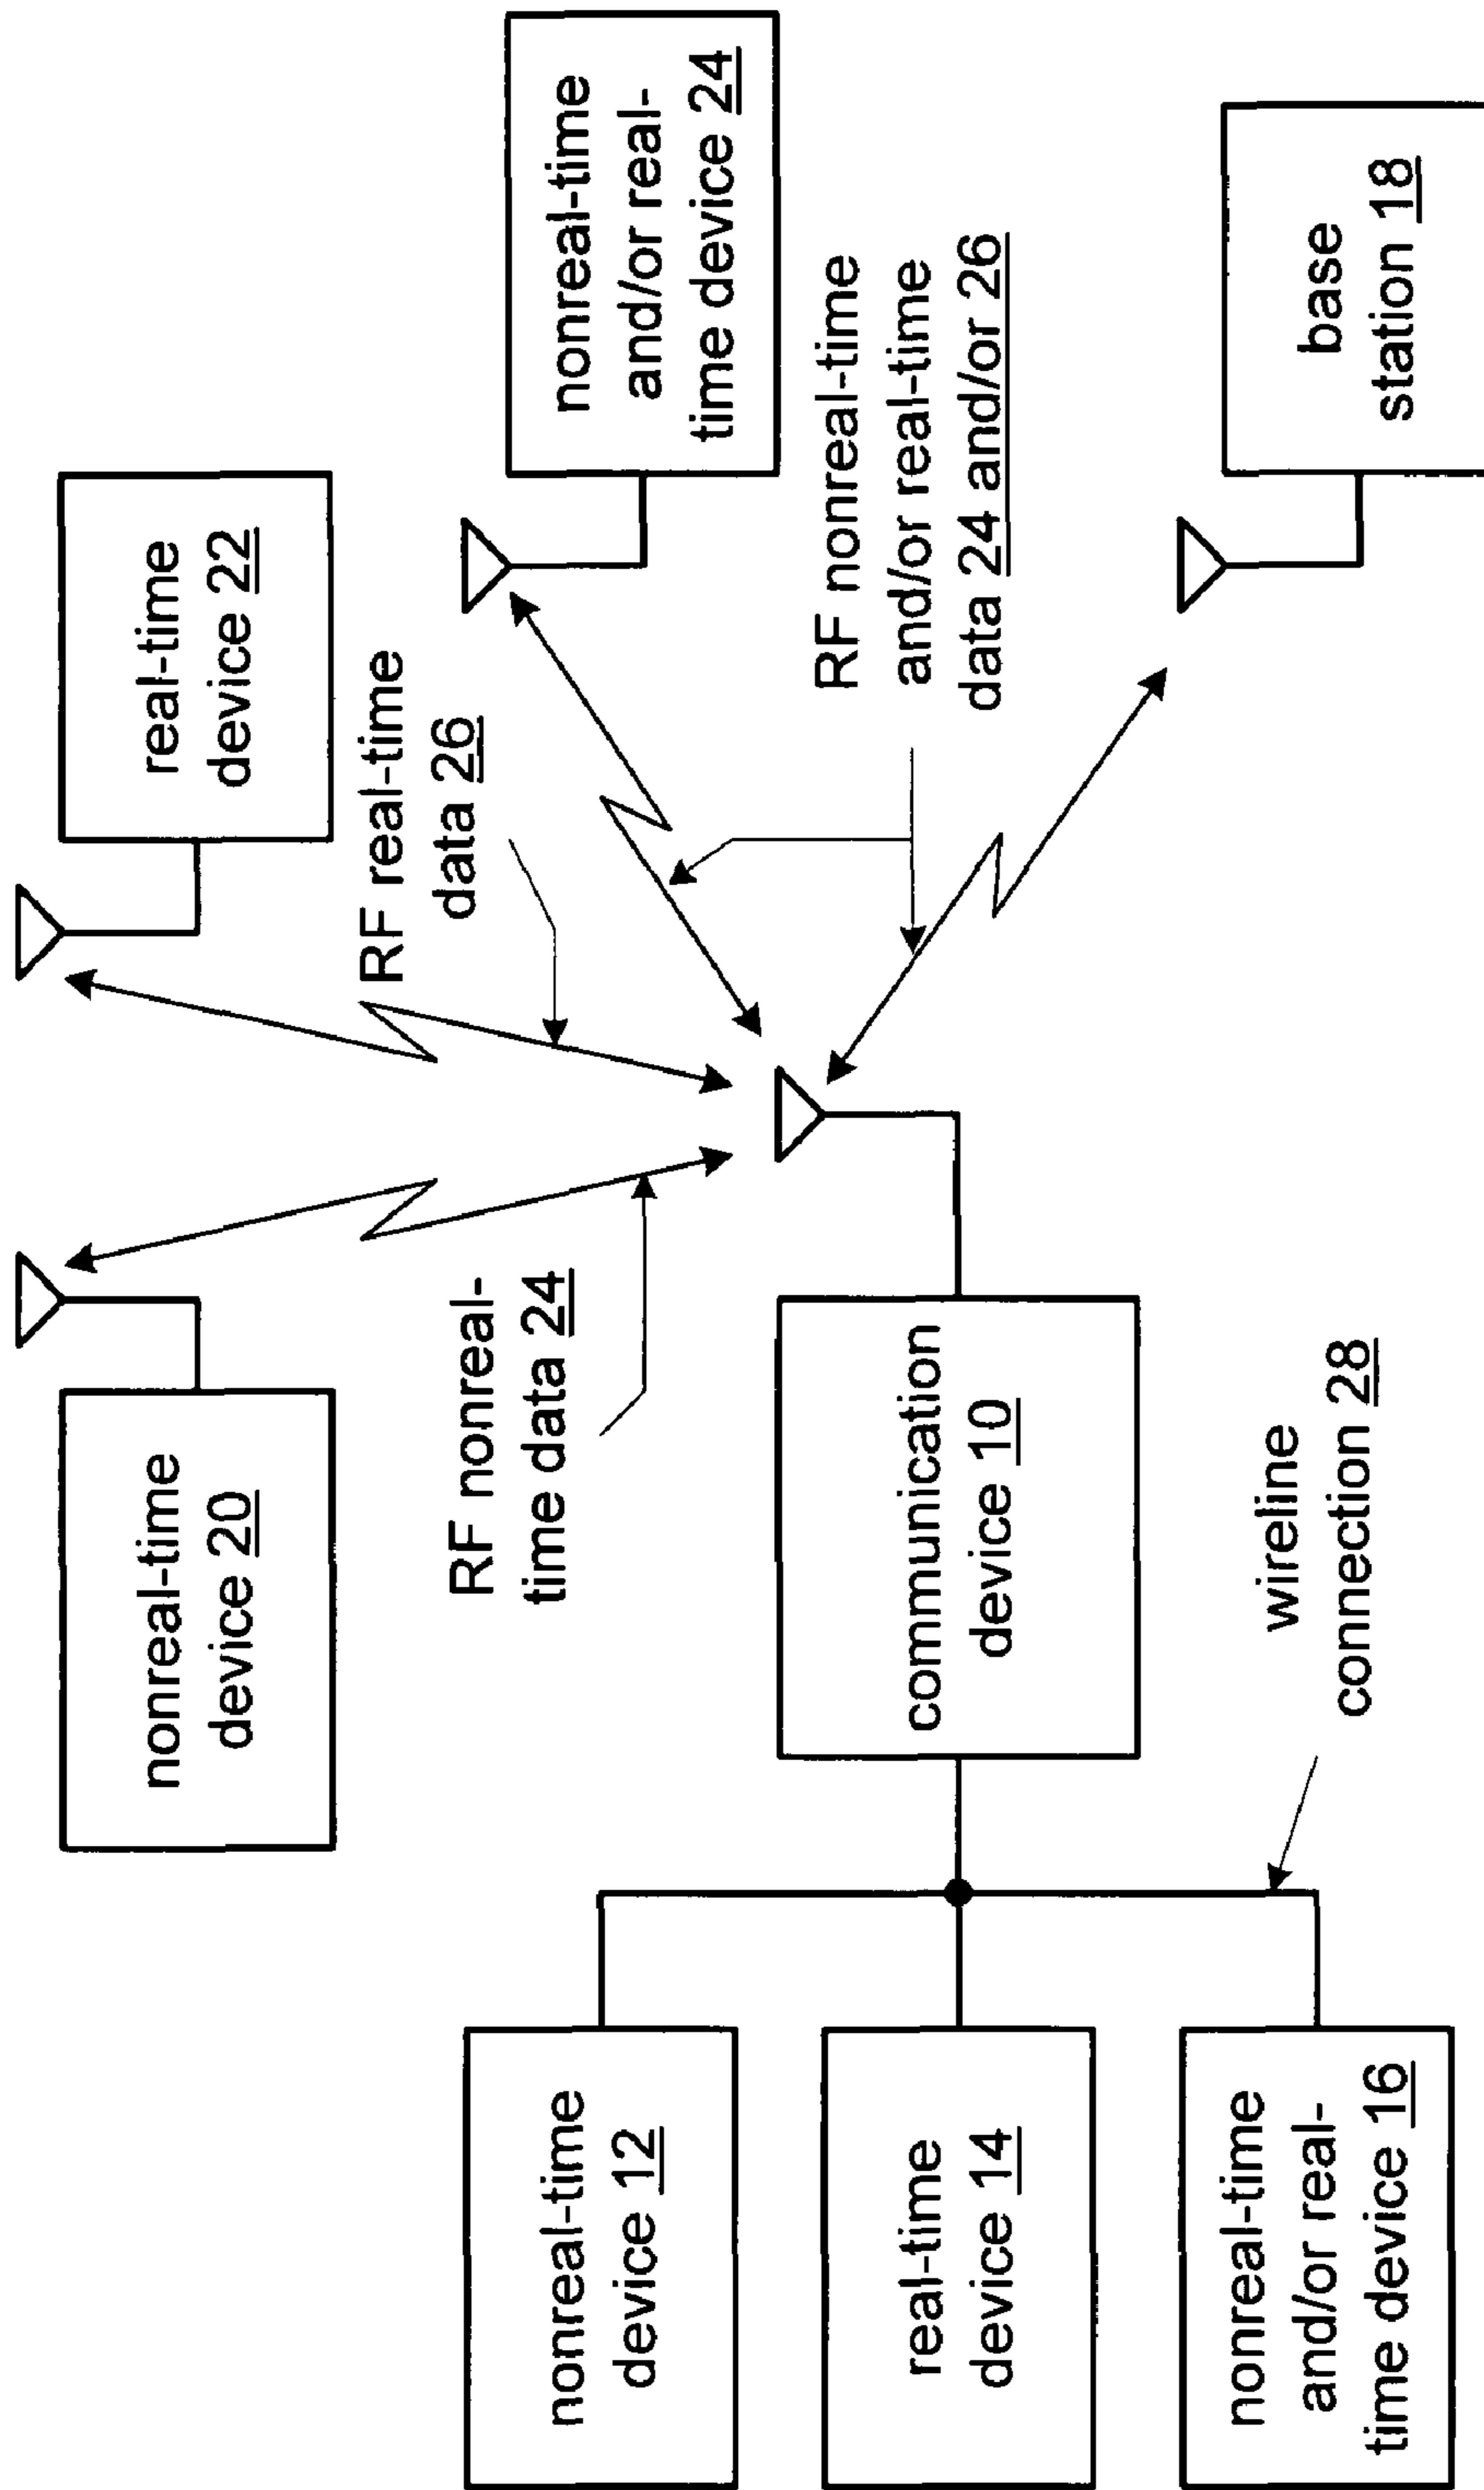 nonreal-time
device 20
real-time
device 22
RF nonreal-
time data 24
RF real-time
data 26
nonreal-time
and/or real-
time device 24
nonreal-time
device 12
real-time
device 14
nonreal-time
and/or real-
time device 16
communication
device 10
RF nonreal-time
and/or real-time
data 24 and/or 26
wireline
connection 28
base
station 18